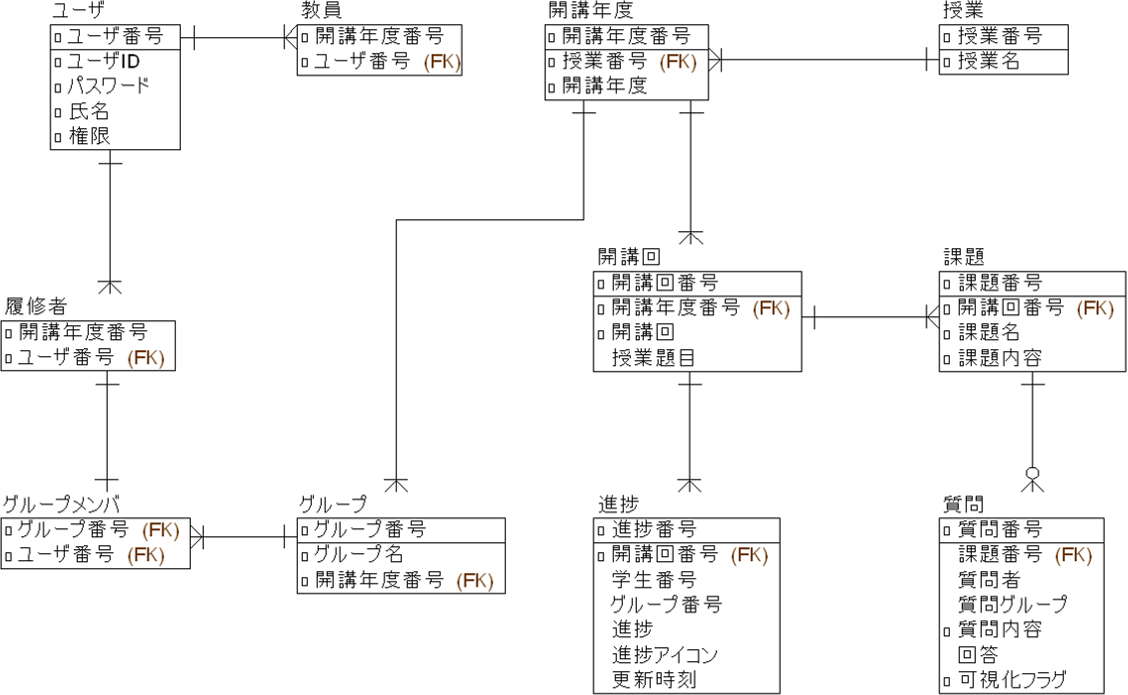 ユーザ
ユーザ番号
ユーザID
パスワード
氏名
権限
教員
開講年度番号
ユーザ番号 (FK)
開講年度
開講年度番号
授業番号 (FK)
開講年度
授業
授業番号
授業名
履修者
開講年度番号
ユーザ番号 (FK)
開講回
開講回番号
開講年度番号 (FK)
開講回
授業題目
課題
課題番号
開講回番号 (FK)
課題名
課題内容
グループメンバ
グループ番号 (FK)
ユーザ番号 (FK)
グループ
グループ番号
グループ名
開講年度番号 (FK)
進捗
進捗番号
開講回番号 (FK)
学生番号
グループ番号
進捗
進捗アイコン
更新時刻
質問
質問番号
課題番号 (FK)
質問者
質問グループ
質問内容
回答
可視化フラグ